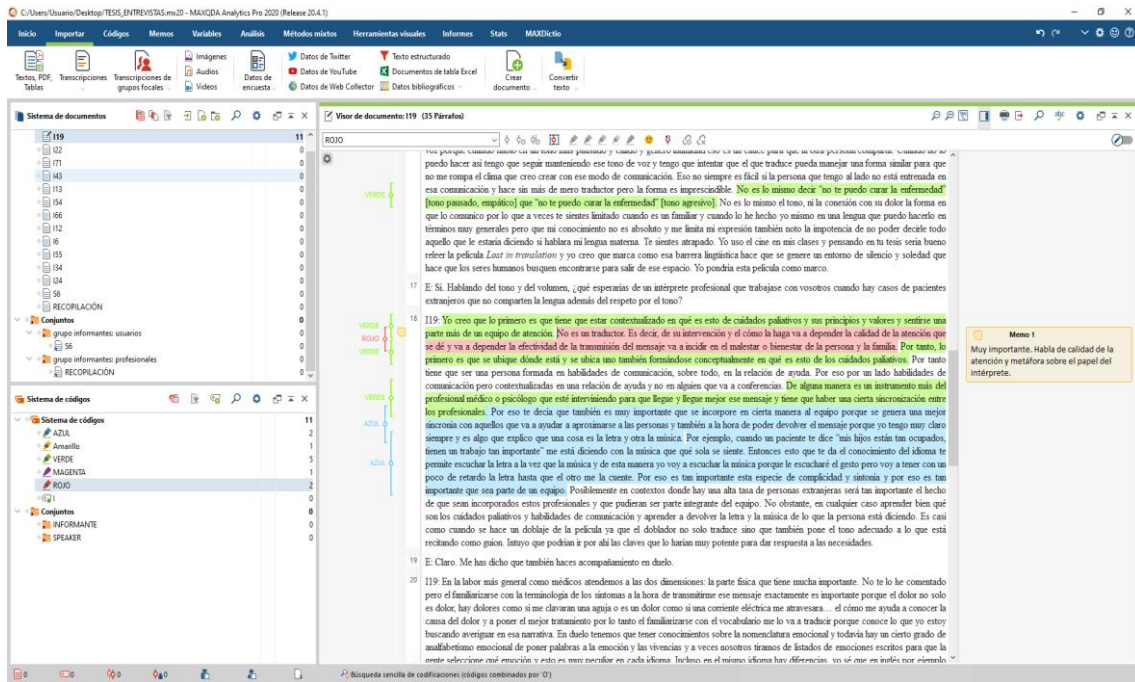 C:/Users/Usuario/Desktop/TESIS_ENTREVISTAS.mx20 - MAXQDA Analytics Pro 2020 (Release 20.4.1)
Inicio Importar Códigos Memos Variables Análisis Métodos mixtos Herramientas visuales Informes Stats MAXDictio
Textos, PDF, Tablas
Transcripciones
Transcripciones de grupos focales
Imágenes
Audios
Videos
Datos de encuesta
Datos de Twitter
Datos de YouTube
Datos de Web Collector
Texto estructurado
Documentos de tabla Excel
Datos bibliográficos
Crear documento
Convertir texto
Sistema de documentos
I19 11
I22 0
I71 0
I43 0
I13 0
I54 0
I66 0
I12 0
I6 0
I55 0
I34 0
I24 0
S6 0
RECOPILACIÓN 0
Conjuntos 0
grupo informantes: usuarios 0
S6 0
grupo informantes: profesionales 0
RECOPILACIÓN 0
Sistema de códigos
Sistema de códigos 11
AZUL 2
Amarillo 1
VERDE 5
MAGENTA 1
ROJO 2
I 0
Conjuntos 0
INFORMANTE 0
SPEAKER 0
Visor de documento: I19 (35 Párrafos)
ROJO
puedo hacer así tengo que seguir manteniendo ese tono de voz y tengo que intentar que el que traduce pueda manejar una forma similar para que
no me rompa el clima que creo crear con ese modo de comunicación. Eso no siempre es fácil si la persona que tengo al lado no está entrenada en
esa comunicación y hace sin más de mero traductor pero la forma es imprescindible. No es lo mismo decir “no te puedo curar la enfermedad”
[tono pausado, empático] que “no te puedo curar la enfermedad” [tono agresivo]. No es lo mismo el tono, ni la conexión con su dolor la forma en
que lo comunico por lo que a veces te sientes limitado cuando es un familiar y cuando lo he hecho yo mismo en una lengua que puedo hacerlo en
términos muy generales pero que mi conocimiento no es absoluto y me limita mi expresión también noto la impotencia de no poder decirle todo
aquello que le estaría diciendo si hablara mi lengua materna. Te sientes atrapado. Yo uso el cine en mis clases y pensando en tu tesis sería bueno
releer la película Lost in translation y yo creo que marca como esa barrera lingüística hace que se genere un entorno de silencio y soledad que
hace que los seres humanos busquen encontrarse para salir de ese espacio. Yo pondría esta película como marco.
17 E: Sí. Hablando del tono y del volumen, ¿qué esperarías de un intérprete profesional que trabajase con vosotros cuando hay casos de pacientes
extranjeros que no comparten la lengua además del respeto por el tono?
18 I19: Yo creo que lo primero es que tiene que estar contextualizado en qué es esto de cuidados paliativos y sus principios y valores y sentirse una
parte más de un equipo de atención. No es un traductor. Es decir, de su intervención y el cómo la haga va a depender la calidad de la atención que
se dé y va a depender la efectividad de la transmisión del mensaje va a incidir en el malestar o bienestar de la persona y la familia. Por tanto, lo
primero es que se ubique dónde está y se ubica uno también formándose conceptualmente en qué es esto de los cuidados paliativos. Por tanto
tiene que ser una persona formada en habilidades de comunicación, sobre todo, en la relación de ayuda. Por eso por un lado habilidades de
comunicación pero contextualizadas en una relación de ayuda y no en alguien que va a conferencias. De alguna manera es un instrumento más del
profesional médico o psicólogo que esté interviniendo para que llegue y llegue mejor ese mensaje y tiene que haber una cierta sincronización entre
los profesionales. Por eso te decía que también es muy importante que se incorpore en cierta manera al equipo porque se genera una mejor
sincronía con aquellos que va a ayudar a aproximarse a las personas y también a la hora de poder devolver el mensaje porque yo tengo muy claro
siempre y es algo que explico que una cosa es la letra y otra la música. Por ejemplo, cuando un paciente te dice “mis hijos están tan ocupados,
tienen un trabajo tan importante” me está diciendo con la música que qué sola se siente. Entonces esto que te da el conocimiento del idioma te
permite escuchar la letra a la vez que la música y de esta manera yo voy a escuchar la música porque le escucharé el gesto pero voy a tener con un
poco de retardo la letra hasta que el otro me la cuente. Por eso es tan importante esta especie de complicidad y sintonía y por eso es tan
importante que sea parte de un equipo. Posiblemente en contextos donde hay una alta tasa de personas extranjeras será tan importante el hecho
de que sean incorporados estos profesionales y que pudieran ser parte integrante del equipo. No obstante, en cualquier caso aprender bien qué
son los cuidados paliativos y habilidades de comunicación y aprender a devolver la letra y la música de lo que la persona está diciendo. Es casi
como cuando se hace un doblaje de la película ya que el doblador no solo traduce sino que también pone el tono adecuado a lo que está
recitando como guion. Intuyo que podrían ir por ahí las claves que lo harían muy potente para dar respuesta a las necesidades.
19 E: Claro. Me has dicho que también haces acompañamiento en duelo.
20 I19: En la labor más general como médicos atendemos a las dos dimensiones: la parte física que tiene mucha importante. No te lo he comentado
pero el familiarizarse con la terminología de los síntomas a la hora de transmitirme ese mensaje exactamente es importante porque el dolor no solo
es dolor, hay dolores como si me clavaran una aguja o es un dolor como si una corriente eléctrica me atravesara… el cómo me ayuda a conocer la
causa del dolor y a poner el mejor tratamiento por lo tanto el familiarizarse con el vocabulario me lo va a traducir porque conoce lo que yo estoy
buscando averiguar en esa narrativa. En duelo tenemos que tener conocimientos sobre la nomenclatura emocional y todavía hay un cierto grado de
analfabetismo emocional de poner palabras a la emoción y las vivencias y a veces nosotros tiramos de listados de emociones escritos para que la
gente seleccione qué emoción y esto es muy peculiar en cada idioma. Incluso en el mismo idioma hay diferencias, yo sé que en inglés por ejemplo
VERDE
VERDE
ROJO
VERDE
VERDE
AZUL
AZUL
Memo 1
Muy importante. Habla de calidad de la
atención y metáfora sobre el papel del
intérprete.
0 0 0 0
Búsqueda sencilla de codificaciones (códigos combinados por 'O')